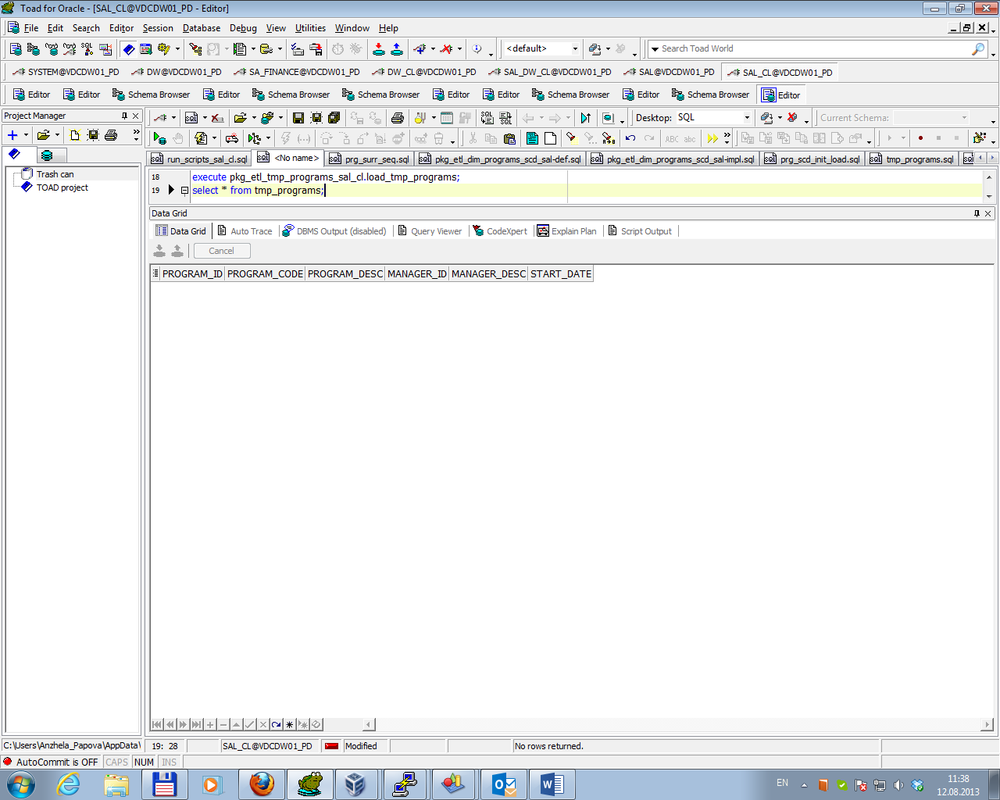 Toad for Oracle - [SAL_CL@VDCDW01_PD - Editor]
File Edit Search Editor Session Database Debug View Utilities Window Help
SQL <default> Search Toad World
SYSTEM@VDCDW01_PD DW@VDCDW01_PD SA_FINANCE@VDCDW01_PD DW_CL@VDCDW01_PD SAL_DW_CL@VDCDW01_PD SAL@VDCDW01_PD SAL_CL@VDCDW01_PD
Editor Editor Schema Browser Editor Schema Browser Schema Browser Editor Editor Schema Browser Editor Schema Browser Editor
Project Manager
Desktop: SQL Current Schema:
ABC abc
run_scripts_sal_cl.sql <No name> prg_surr_seq.sql pkg_etl_dim_programs_scd_sal-def.sql pkg_etl_dim_programs_scd_sal-impl.sql prg_scd_init_load.sql tmp_programs.sql
Trash can
TOAD project
18 execute pkg_etl_tmp_programs_sal_cl.load_tmp_programs;
19 select * from tmp_programs;
Data Grid
Data Grid Auto Trace DBMS Output (disabled) Query Viewer CodeXpert Explain Plan Script Output
Cancel
PROGRAM_ID PROGRAM_CODE PROGRAM_DESC MANAGER_ID MANAGER_DESC START_DATE
C:\Users\Anzhela_Papova\AppData\ 19: 28 SAL_CL@VDCDW01_PD Modified No rows returned.
AutoCommit is OFF CAPS NUM INS
EN 11:38
12.08.2013